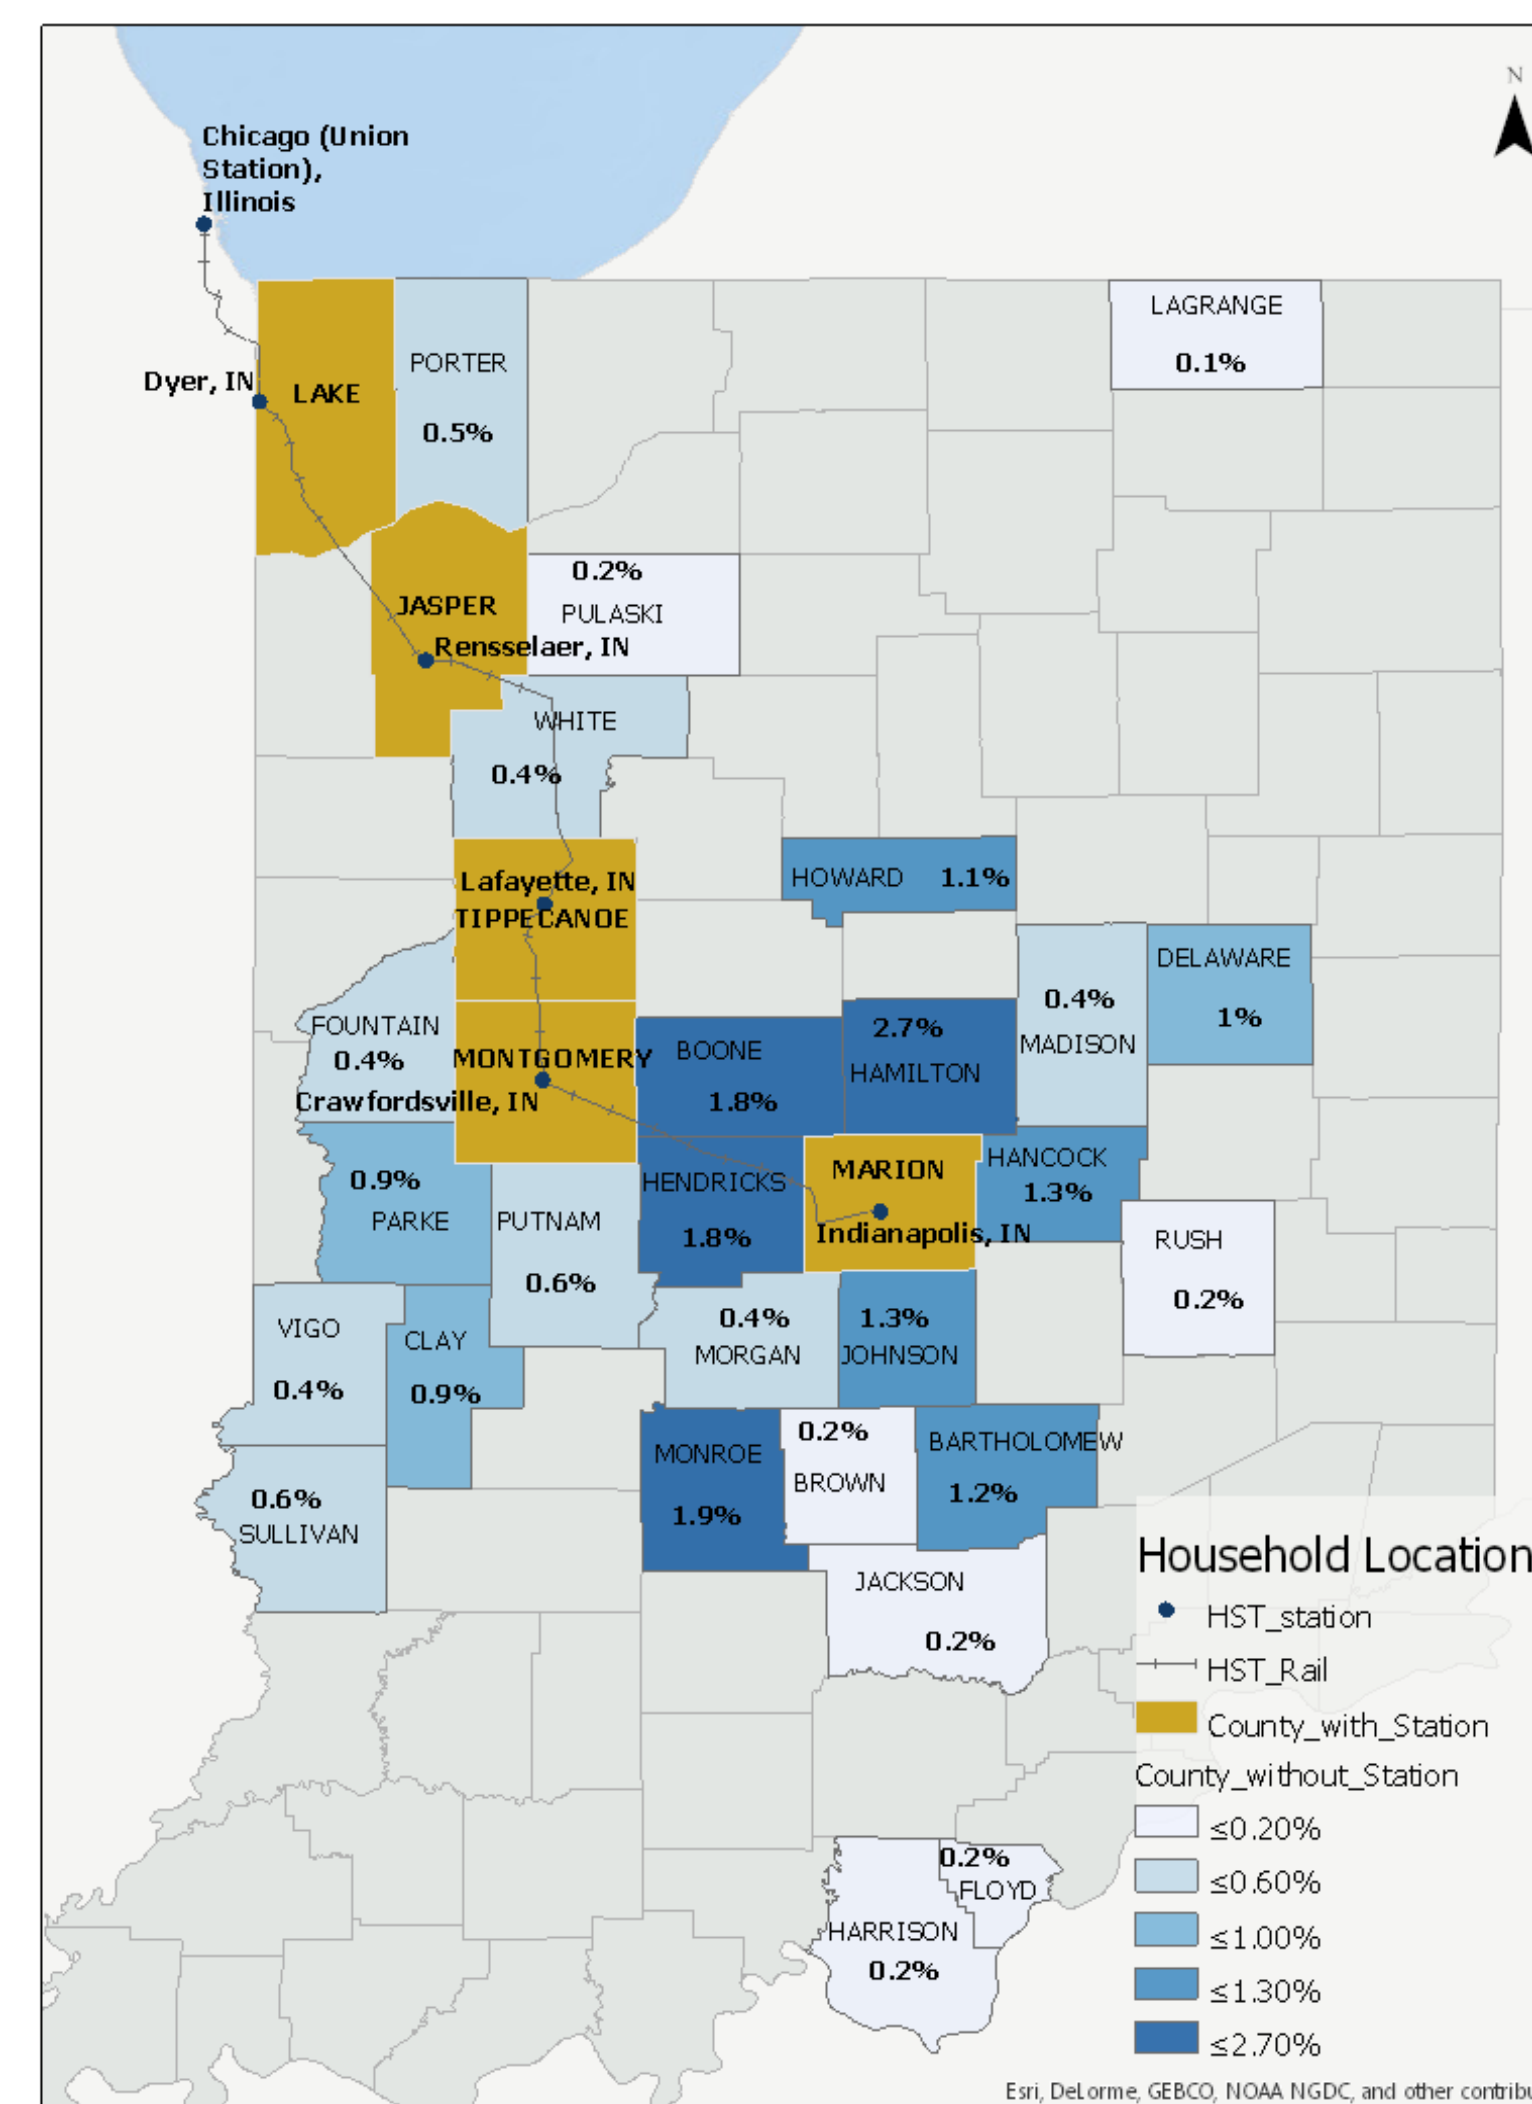 N
Chicago (Union
Station),
Illinois
LAGRANGE
0.1%
PORTER
0.5%
Dyer, IN
LAKE
0.2%
PULASKI
JASPER
Rensselaer, IN
WHITE
0.4%
HOWARD 1.1%
Lafayette, IN
TIPPECANOE
DELAWARE
1%
0.4%
MADISON
FOUNTAIN
0.4%
MONTGOMERY
Crawfordsville, IN
BOONE
1.8%
2.7%
HAMILTON
HANCOCK
1.3%
MARION
Indianapolis, IN
HENDRICKS
1.8%
0.9%
PARKE
PUTNAM
0.6%
RUSH
0.2%
VIGO
0.4%
CLAY
0.9%
0.4%
MORGAN
1.3%
JOHNSON
MONROE
1.9%
0.2%
BROWN
BARTHOLOMEW
1.2%
0.6%
SULLIVAN
JACKSON
0.2%
0.2%
FLOYD
HARRISON
0.2%
Household Location
HST_station
HST_Rail
County_with_Station
County_without_Station
≤0.20%
≤0.60%
≤1.00%
≤1.30%
≤2.70%
Esri, DeLorme, GEBCO, NOAA NGDC, and other contribu